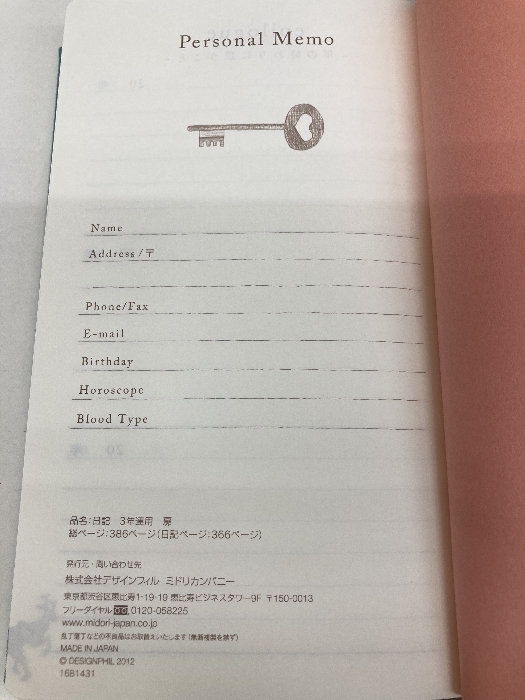 Personal Memo
Name
Address/〒
Phone/Fax
E-mail
Birthday
Horoscope
Blood Type
品名:日記 3年連用 扉
総ページ:386ページ(日記ページ:366ページ)
発行元・問い合わせ先
株式会社デザインフィル ミドリカンパニー
東京都渋谷区恵比寿1-19-19 恵比寿ビジネスタワー9F 〒150-0013
フリーダイヤル 0120-058225
www.midori-japan.co.jp
乱丁落丁などの不良品はお取替えいたします(無断複製を禁ず)
MADE IN JAPAN
© DESIGNPHIL 2012
16B1431